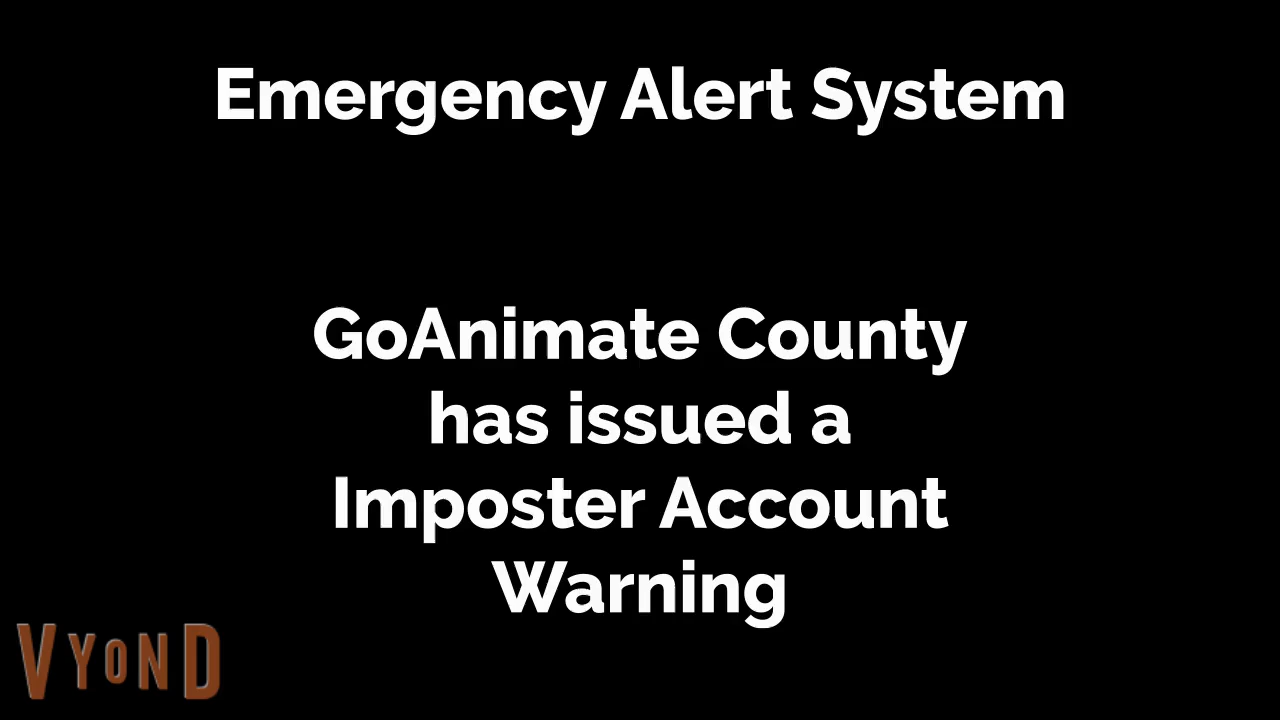 Emergency Alert System
GoAnimate County
has issued a
Imposter Account
Warning
VYOND